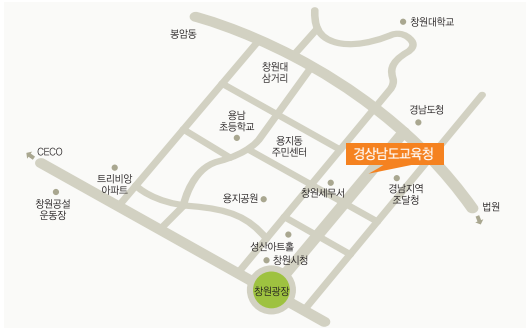 창원대학교
봉암동
창원대
삼거리
경남도청
용남
초등학교
용지동
주민센터
경상남도교육청
CECO
트리비앙
아파트
창원세무서
경남지역
조달청
창원공설
운동장
용지공원
법원
성산아트홀
창원시청
창원광장